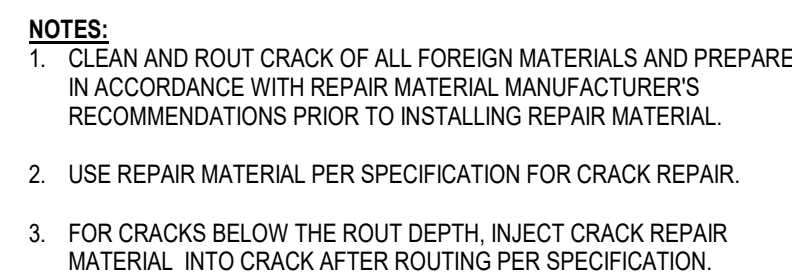 NOTES:
1. CLEAN AND ROUT CRACK OF ALL FOREIGN MATERIALS AND PREPARE
IN ACCORDANCE WITH REPAIR MATERIAL MANUFACTURER'S
RECOMMENDATIONS PRIOR TO INSTALLING REPAIR MATERIAL.
2. USE REPAIR MATERIAL PER SPECIFICATION FOR CRACK REPAIR.
3. FOR CRACKS BELOW THE ROUT DEPTH, INJECT CRACK REPAIR
MATERIAL INTO CRACK AFTER ROUTING PER SPECIFICATION.